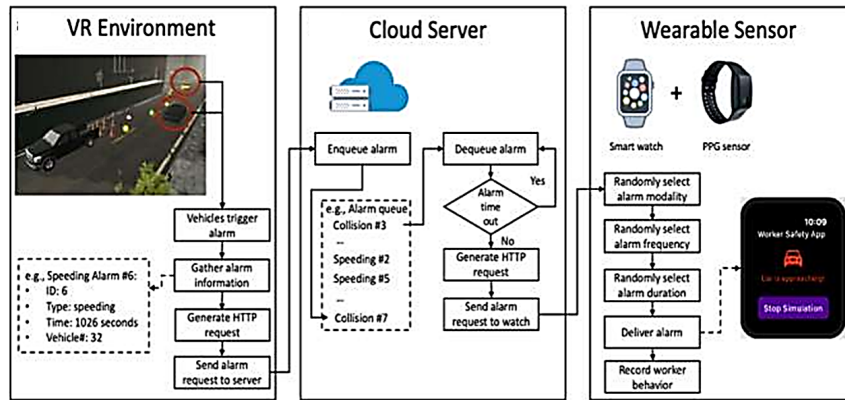 VR Environment
Vehicles trigger
alarm
e.g., Speeding Alarm #6:
• ID: 6
Type: speeding
Time: 1026 seconds
• Vehicle#: 32
Gather alarm
information
Generate HTTP
request
Send alarm
request to server
Cloud Server
Enqueue alarm
e.g., Alarm queue
Collision #3
...
Speeding #2
Speeding #5
...
Collision #7
Dequeue alarm
Yes
Alarm
time
out
No
Generate HTTP
request
Send alarm
request to watch
Wearable Sensor
+
Smart watch
PPG sensor
Randomly select
alarm modality
Randomly select
alarm frequency
Randomly select
alarm duration
Deliver alarm
Record worker
behavior
10:09
Worker Safety App
Stop Simulation